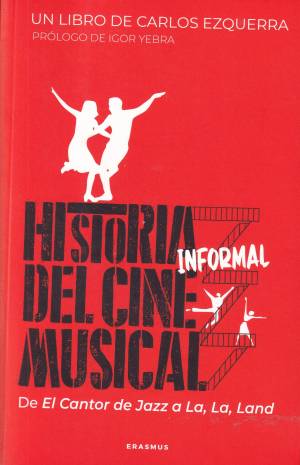 UN LIBRO DE CARLOS EZQUERRA
PRÓLOGO DE IGOR YEBRA
HISTORIA
INFORMAL
DEL CINE
MUSICAL
De El Cantor de Jazz a La, La, Land
ERASMUS